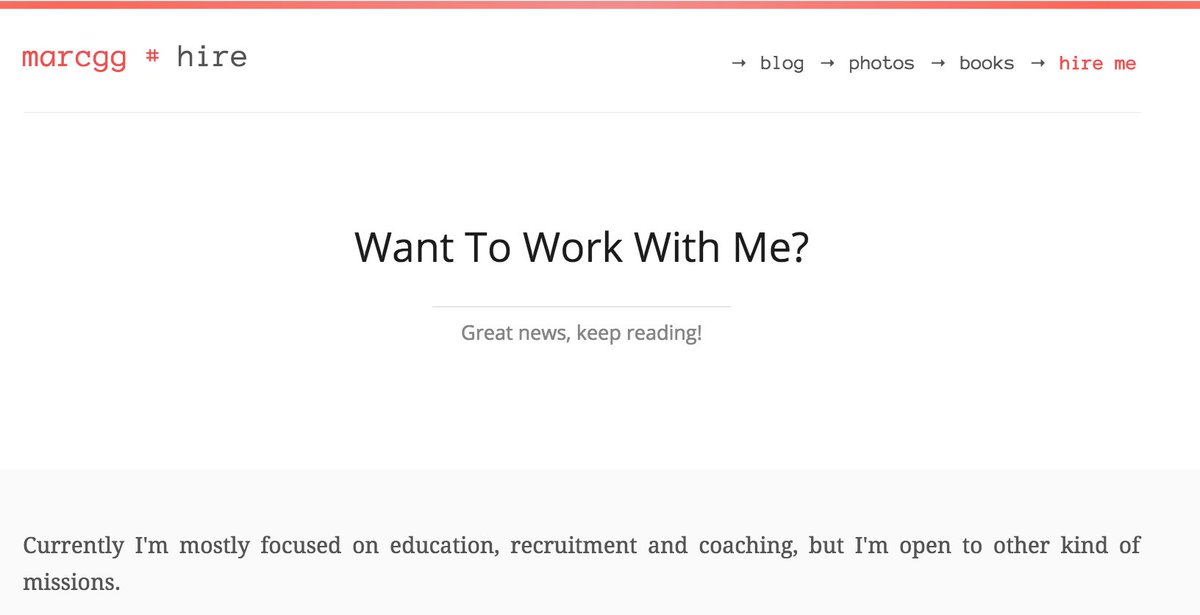 marcgg # hire
→ blog → photos → books → hire me
Want To Work With Me?
Great news, keep reading!
Currently I'm mostly focused on education, recruitment and coaching, but I'm open to other kind of
missions.